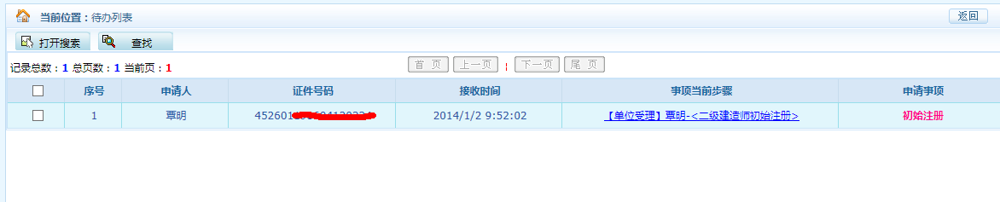 当前位置：待办列表 返回
打开搜索 查找
记录总数：1 总页数：1 当前页：1 首 页 上一页 ¦ 下一页 尾 页
序号 申请人 证件号码 接收时间 事项当前步骤 申请事项
1 覃明 452601 2014/1/2 9:52:02 【单位受理】覃明-<二级建造师初始注册> 初始注册